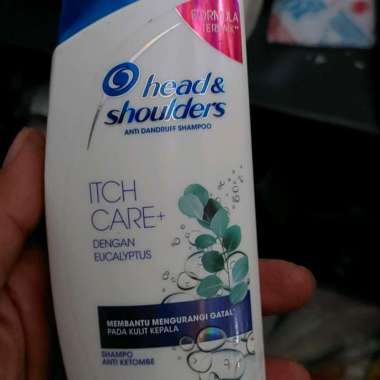 FORMULA
head &
shoulders
ANTI DANDRUFF SHAMPOO
ITCH
CARE+
DENGAN
EUCALYPTUS
MEMBANTU MENGURANGI GATAL*
PADA KULIT KEPALA
SHAMPO
ANTI KETOMBE